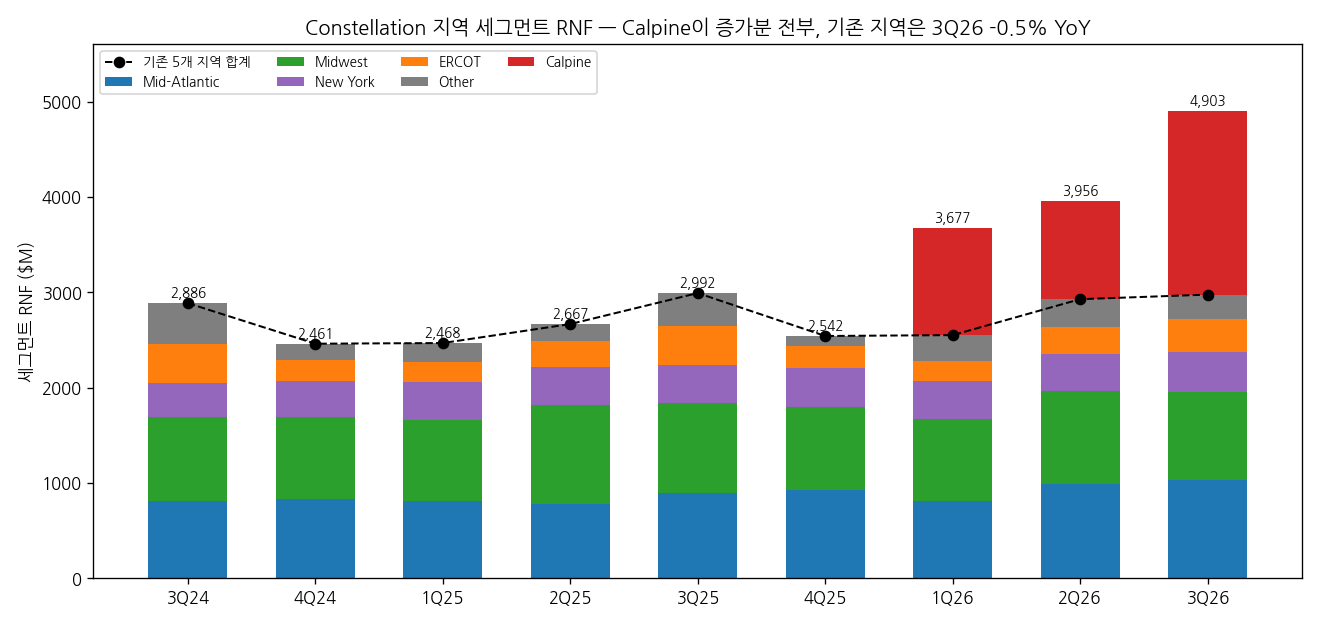 Constellation 지역 세그먼트 RNF — Calpine이 증가분 전부, 기존 지역은 3Q26 -0.5% YoY
기존 5개 지역 합계
Mid-Atlantic
Midwest
New York
ERCOT
Other
Calpine
세그먼트 RNF ($M)
5000
4000
3000
2000
1000
0
2,886
2,461
2,468
2,667
2,992
2,542
3,677
3,956
4,903
3Q24
4Q24
1Q25
2Q25
3Q25
4Q25
1Q26
2Q26
3Q26